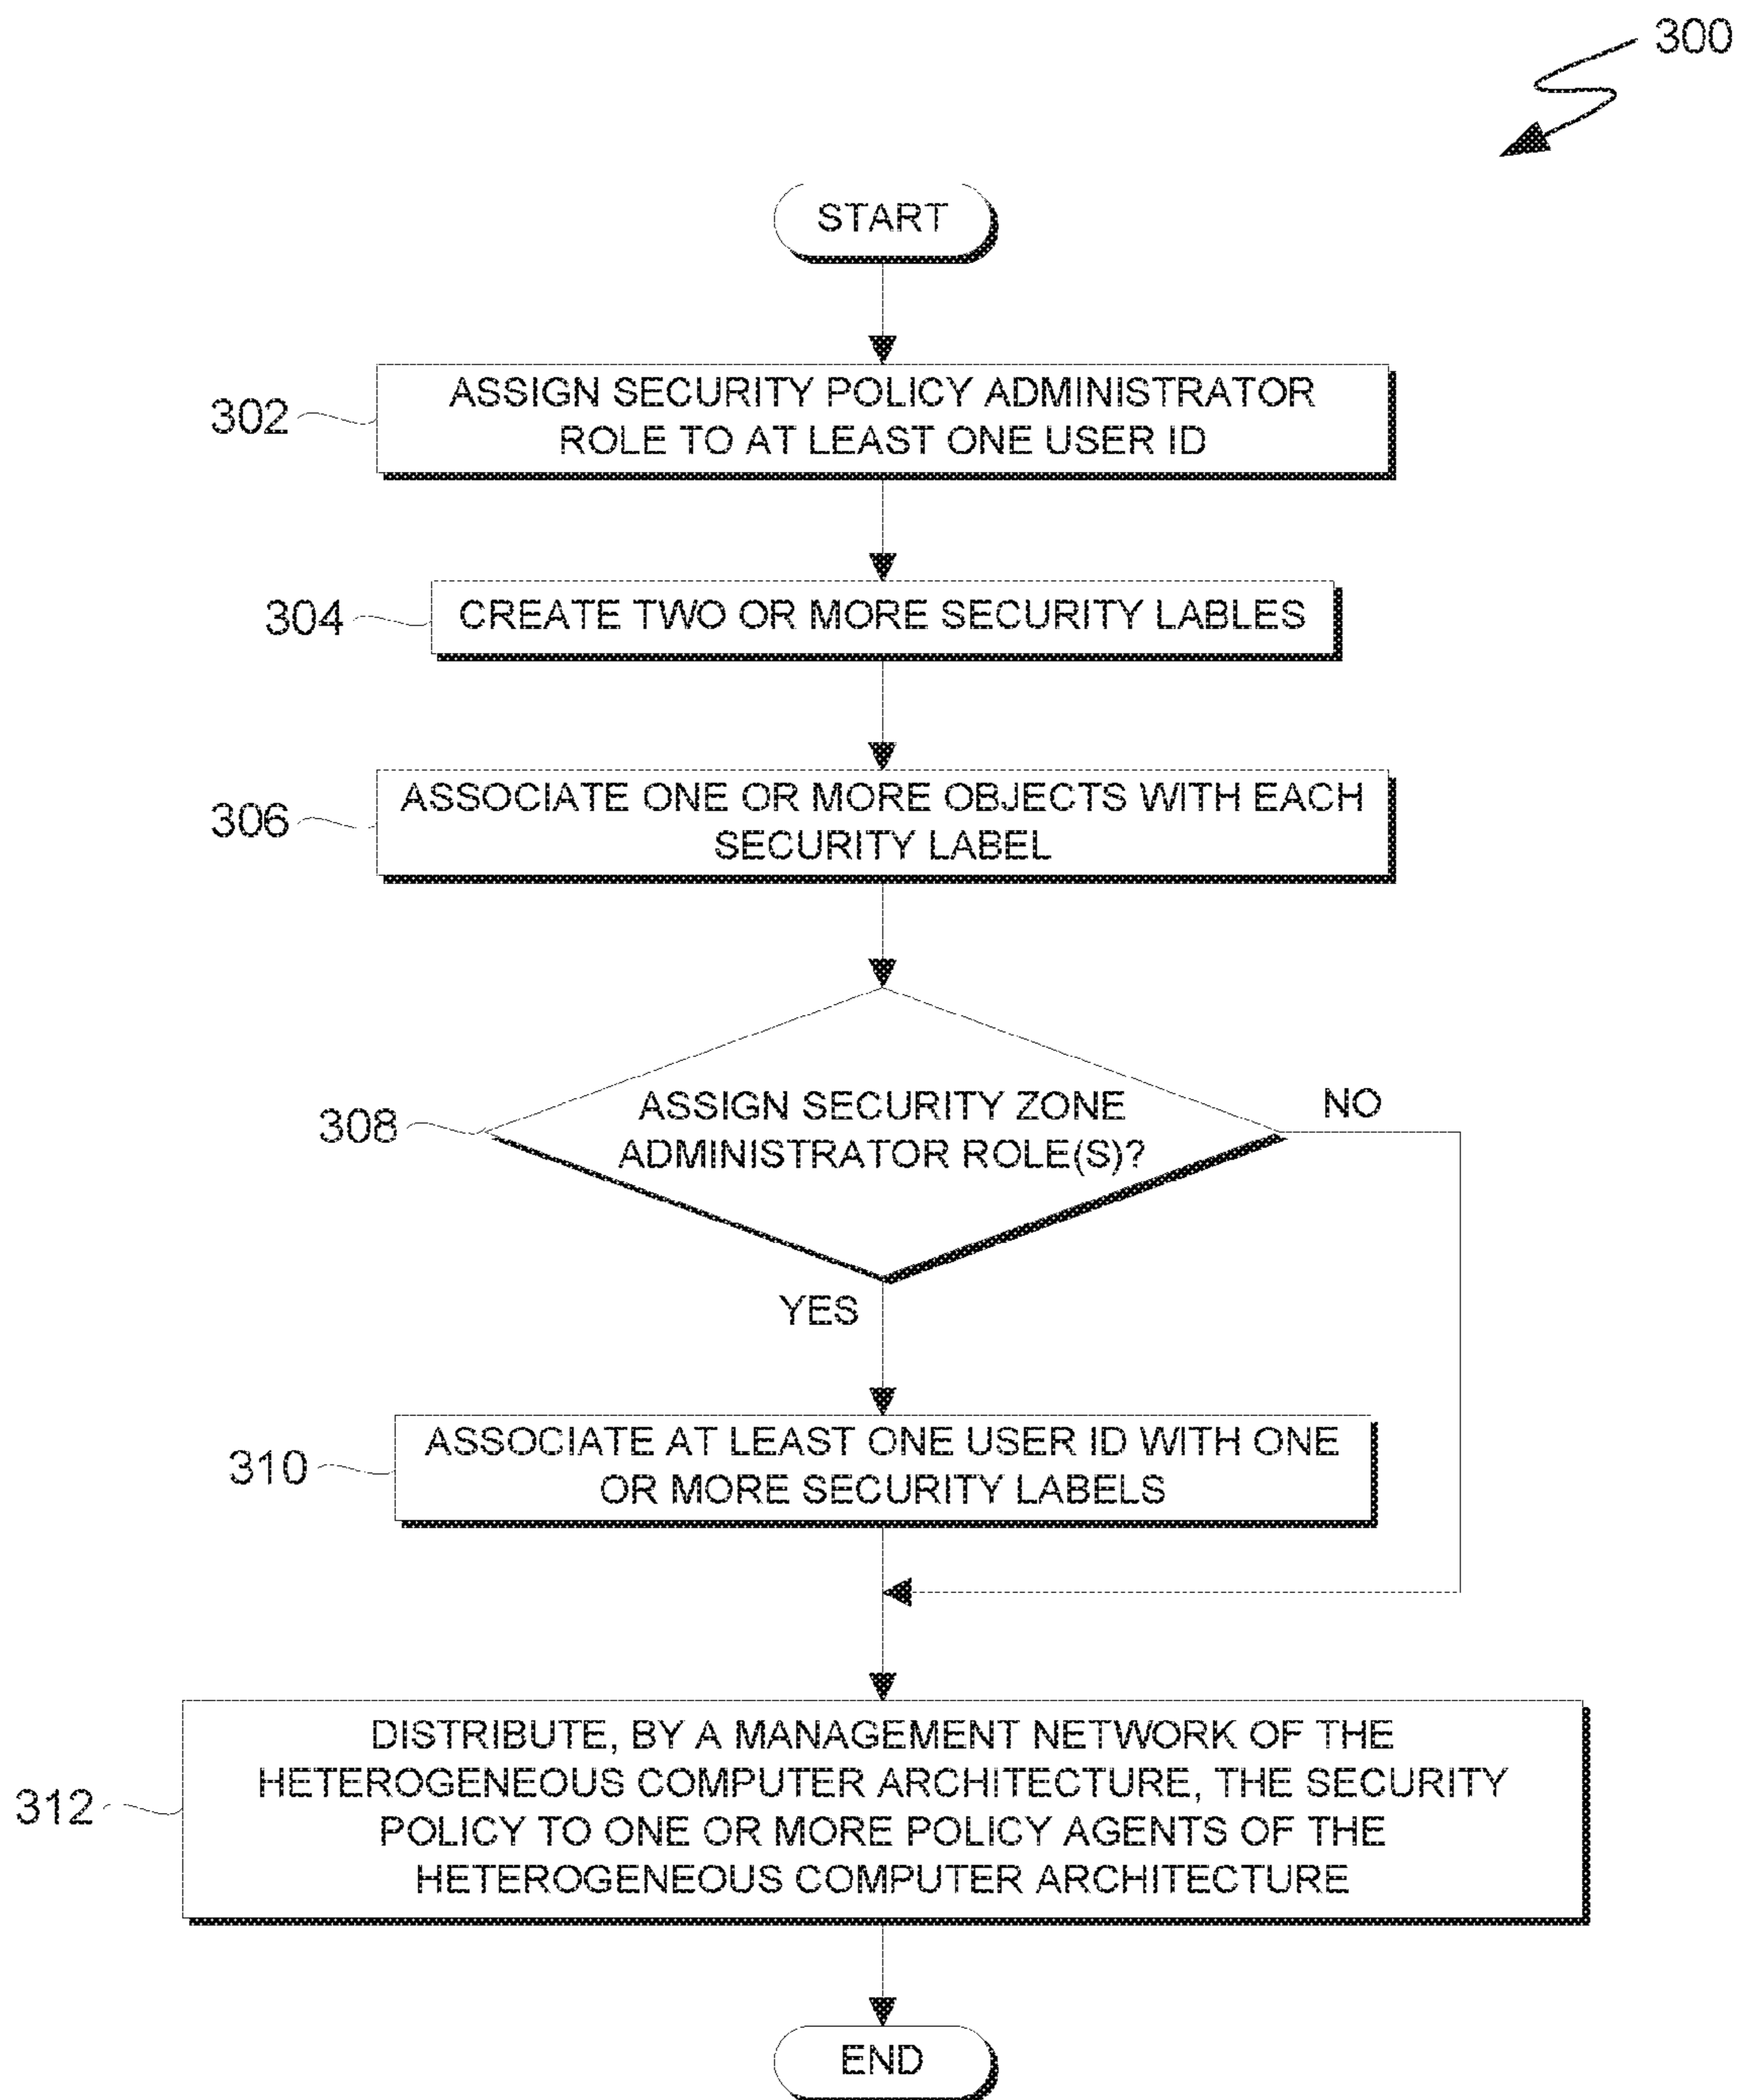 300
START
302
ASSIGN SECURITY POLICY ADMINISTRATOR
ROLE TO AT LEAST ONE USER ID
304
CREATE TWO OR MORE SECURITY LABLES
306
ASSOCIATE ONE OR MORE OBJECTS WITH EACH
SECURITY LABEL
308
ASSIGN SECURITY ZONE
ADMINISTRATOR ROLE(S)?
NO
YES
310
ASSOCIATE AT LEAST ONE USER ID WITH ONE
OR MORE SECURITY LABELS
312
DISTRIBUTE, BY A MANAGEMENT NETWORK OF THE
HETEROGENEOUS COMPUTER ARCHITECTURE, THE SECURITY
POLICY TO ONE OR MORE POLICY AGENTS OF THE
HETEROGENEOUS COMPUTER ARCHITECTURE
END